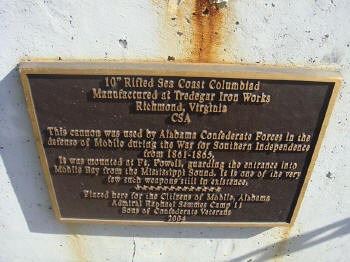 10" Rifled Sea Coast Columbiad
Manufactured at Tradegar Iron Works
Richmond, Virginia
CSA
This cannon was used by Alabama Confederate Forces in the
defense of Mobile during the War for Southern Independence
from 1861-1865.
It was mounted at Ft. Powell, guarding the entrance into
Mobile Bay from the Mississippi Sound. It is one of the very
few such weapons still in existence.
Placed here for the Citizens of Mobile, Alabama
Admiral Raphael Semmes Camp 11
Sons of Confederate Veterans
2004